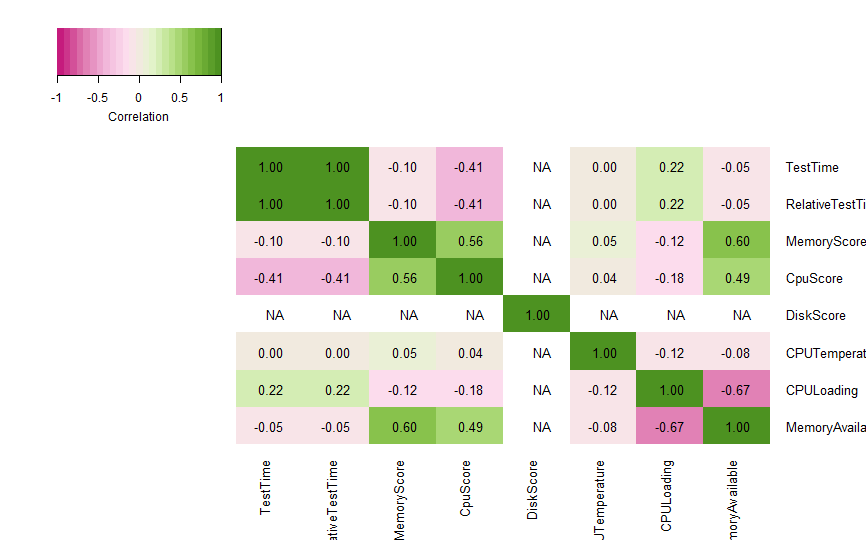 -1 -0.5 0 0.5 1
Correlation
1.00 1.00 -0.10 -0.41 NA 0.00 0.22 -0.05 TestTime
1.00 1.00 -0.10 -0.41 NA 0.00 0.22 -0.05 RelativeTestTi
-0.10 -0.10 1.00 0.56 NA 0.05 -0.12 0.60 MemoryScore
-0.41 -0.41 0.56 1.00 NA 0.04 -0.18 0.49 CpuScore
NA NA NA NA 1.00 NA NA NA DiskScore
0.00 0.00 0.05 0.04 NA 1.00 -0.12 -0.08 CPUTemperat
0.22 0.22 -0.12 -0.18 NA -0.12 1.00 -0.67 CPULoading
-0.05 -0.05 0.60 0.49 NA -0.08 -0.67 1.00 MemoryAvaila
TestTime
ativeTestTime
MemoryScore
CpuScore
DiskScore
UTemperature
CPULoading
moryAvailable